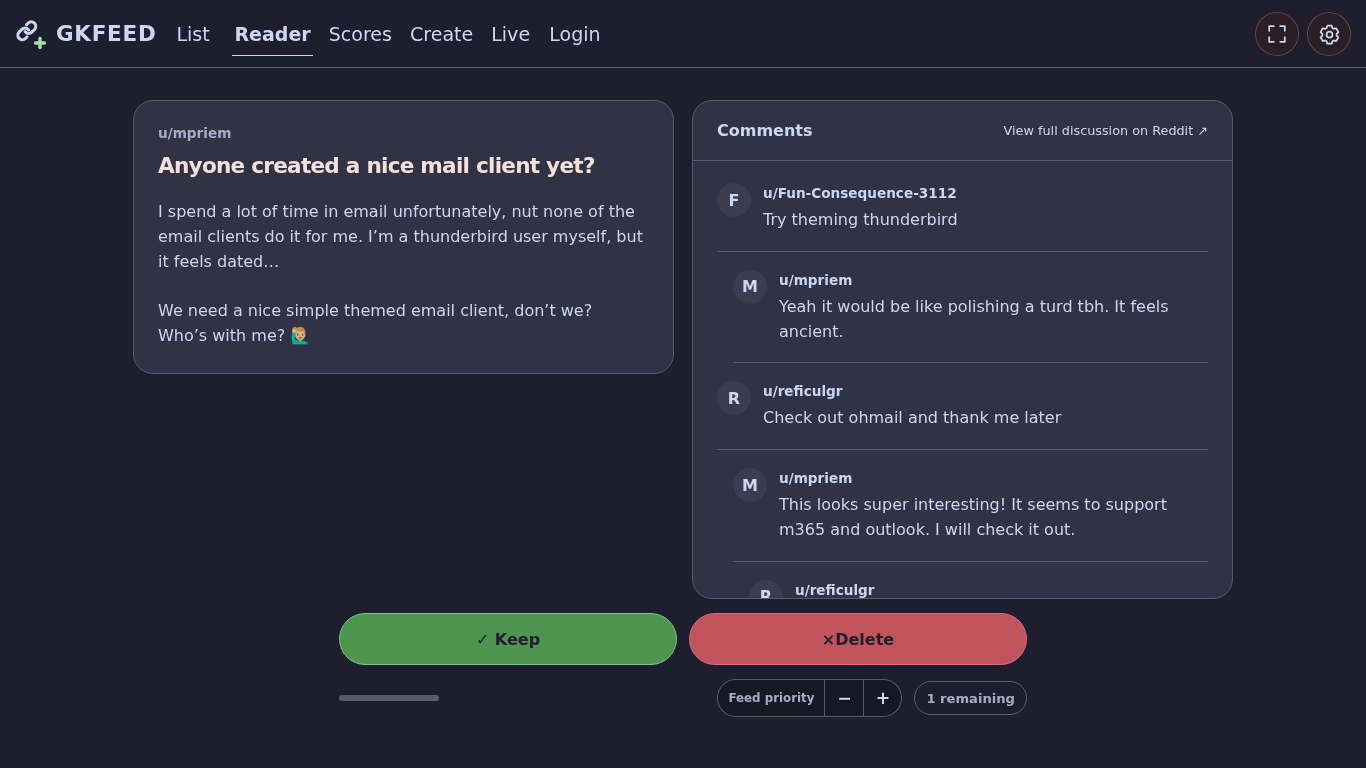 GKFEED List Reader Scores Create Live Login
u/mpriem
Anyone created a nice mail client yet?
I spend a lot of time in email unfortunately, nut none of the
email clients do it for me. I’m a thunderbird user myself, but
it feels dated…
We need a nice simple themed email client, don’t we?
Who’s with me? 🙋🏼‍♂️
Comments View full discussion on Reddit ↗
F u/Fun-Consequence-3112
Try theming thunderbird
M u/mpriem
Yeah it would be like polishing a turd tbh. It feels
ancient.
R u/reficulgr
Check out ohmail and thank me later
M u/mpriem
This looks super interesting! It seems to support
m365 and outlook. I will check it out.
R u/reficulgr
✓ Keep ×Delete
Feed priority − + 1 remaining